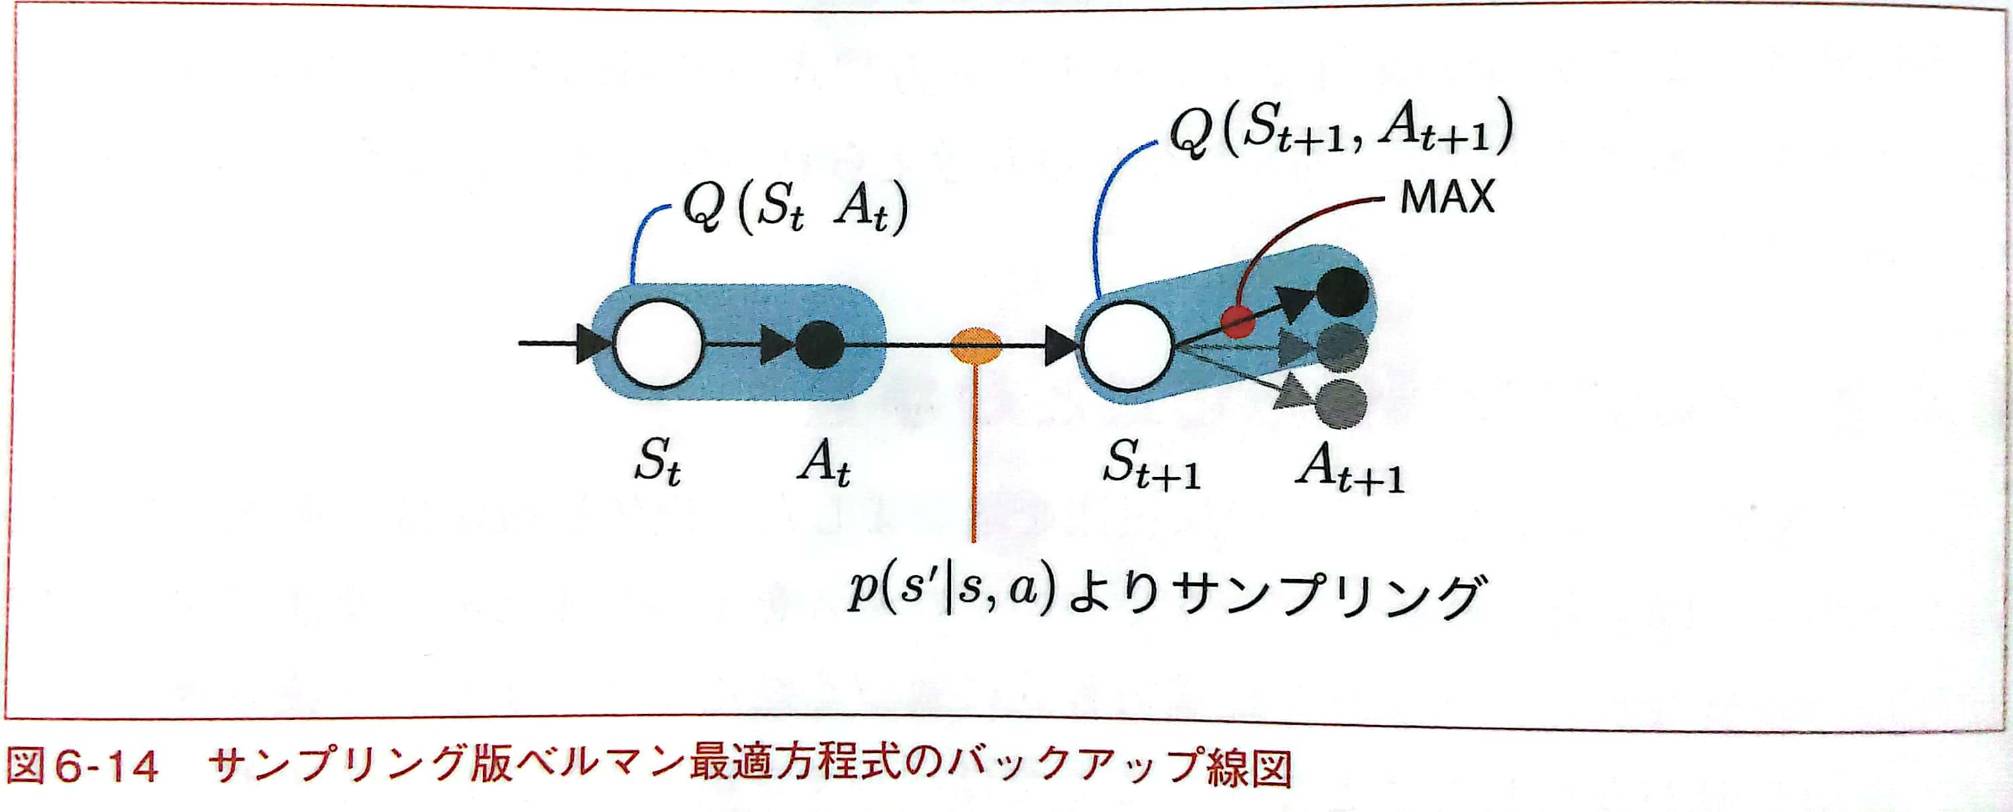 Q(S_{t+1}, A_{t+1})
MAX
Q(S_t A_t)
S_t
A_t
S_{t+1}
A_{t+1}
p(s'|s, a)よりサンプリング
図6-14 サンプリング版ベルマン最適方程式のバックアップ線図